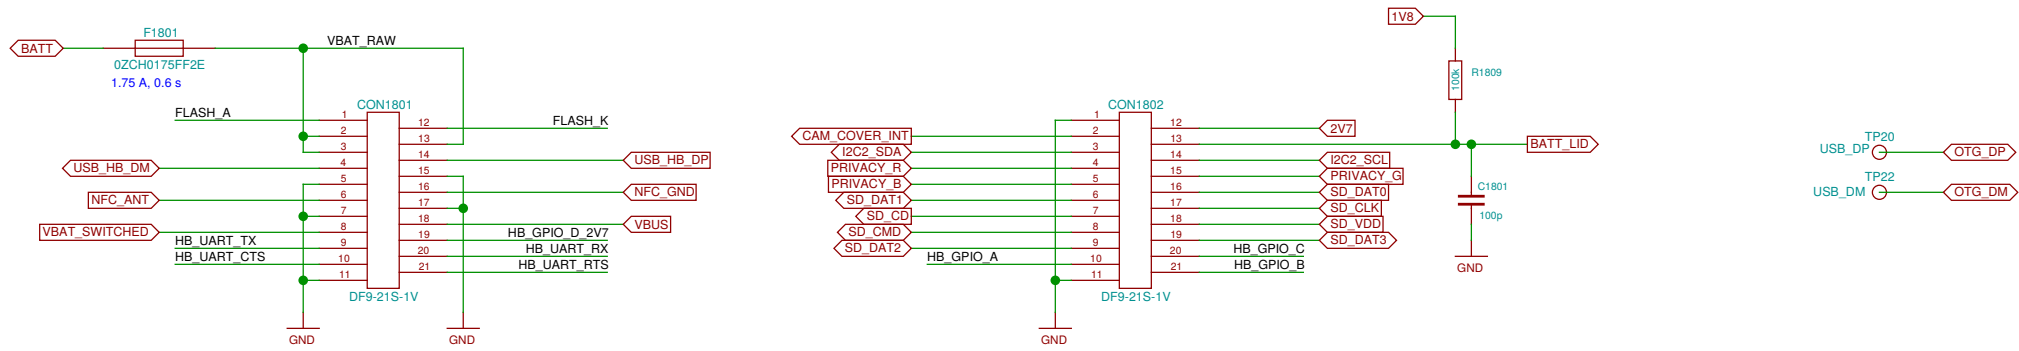 BATT
F1801
0ZCH0175FF2E
1.75 A, 0.6 s
VBAT_RAW
CON1801
FLASH_A
1
2
3
USB_HB_DM
4
5
NFC_ANT
6
7
VBAT_SWITCHED
8
HB_UART_TX
9
HB_UART_CTS
10
11
12
FLASH_K
13
14
USB_HB_DP
15
16
NFC_GND
17
18
VBUS
19
HB_GPIO_D_2V7
20
HB_UART_RX
21
HB_UART_RTS
DF9-21S-1V
GND
GND
CON1802
1
CAM_COVER_INT
2
I2C2_SDA
3
PRIVACY_R
4
PRIVACY_B
5
SD_DAT1
6
SD_CD
7
SD_CMD
8
SD_DAT2
9
HB_GPIO_A
10
11
12
2V7
13
14
I2C2_SCL
15
PRIVACY_G
16
SD_DAT0
17
SD_CLK
18
SD_VDD
19
SD_DAT3
20
HB_GPIO_C
21
HB_GPIO_B
DF9-21S-1V
GND
1V8
100k
R1809
BATT_LID
C1801
100p
GND
TP20
USB_DP
OTG_DP
TP22
USB_DM
OTG_DM